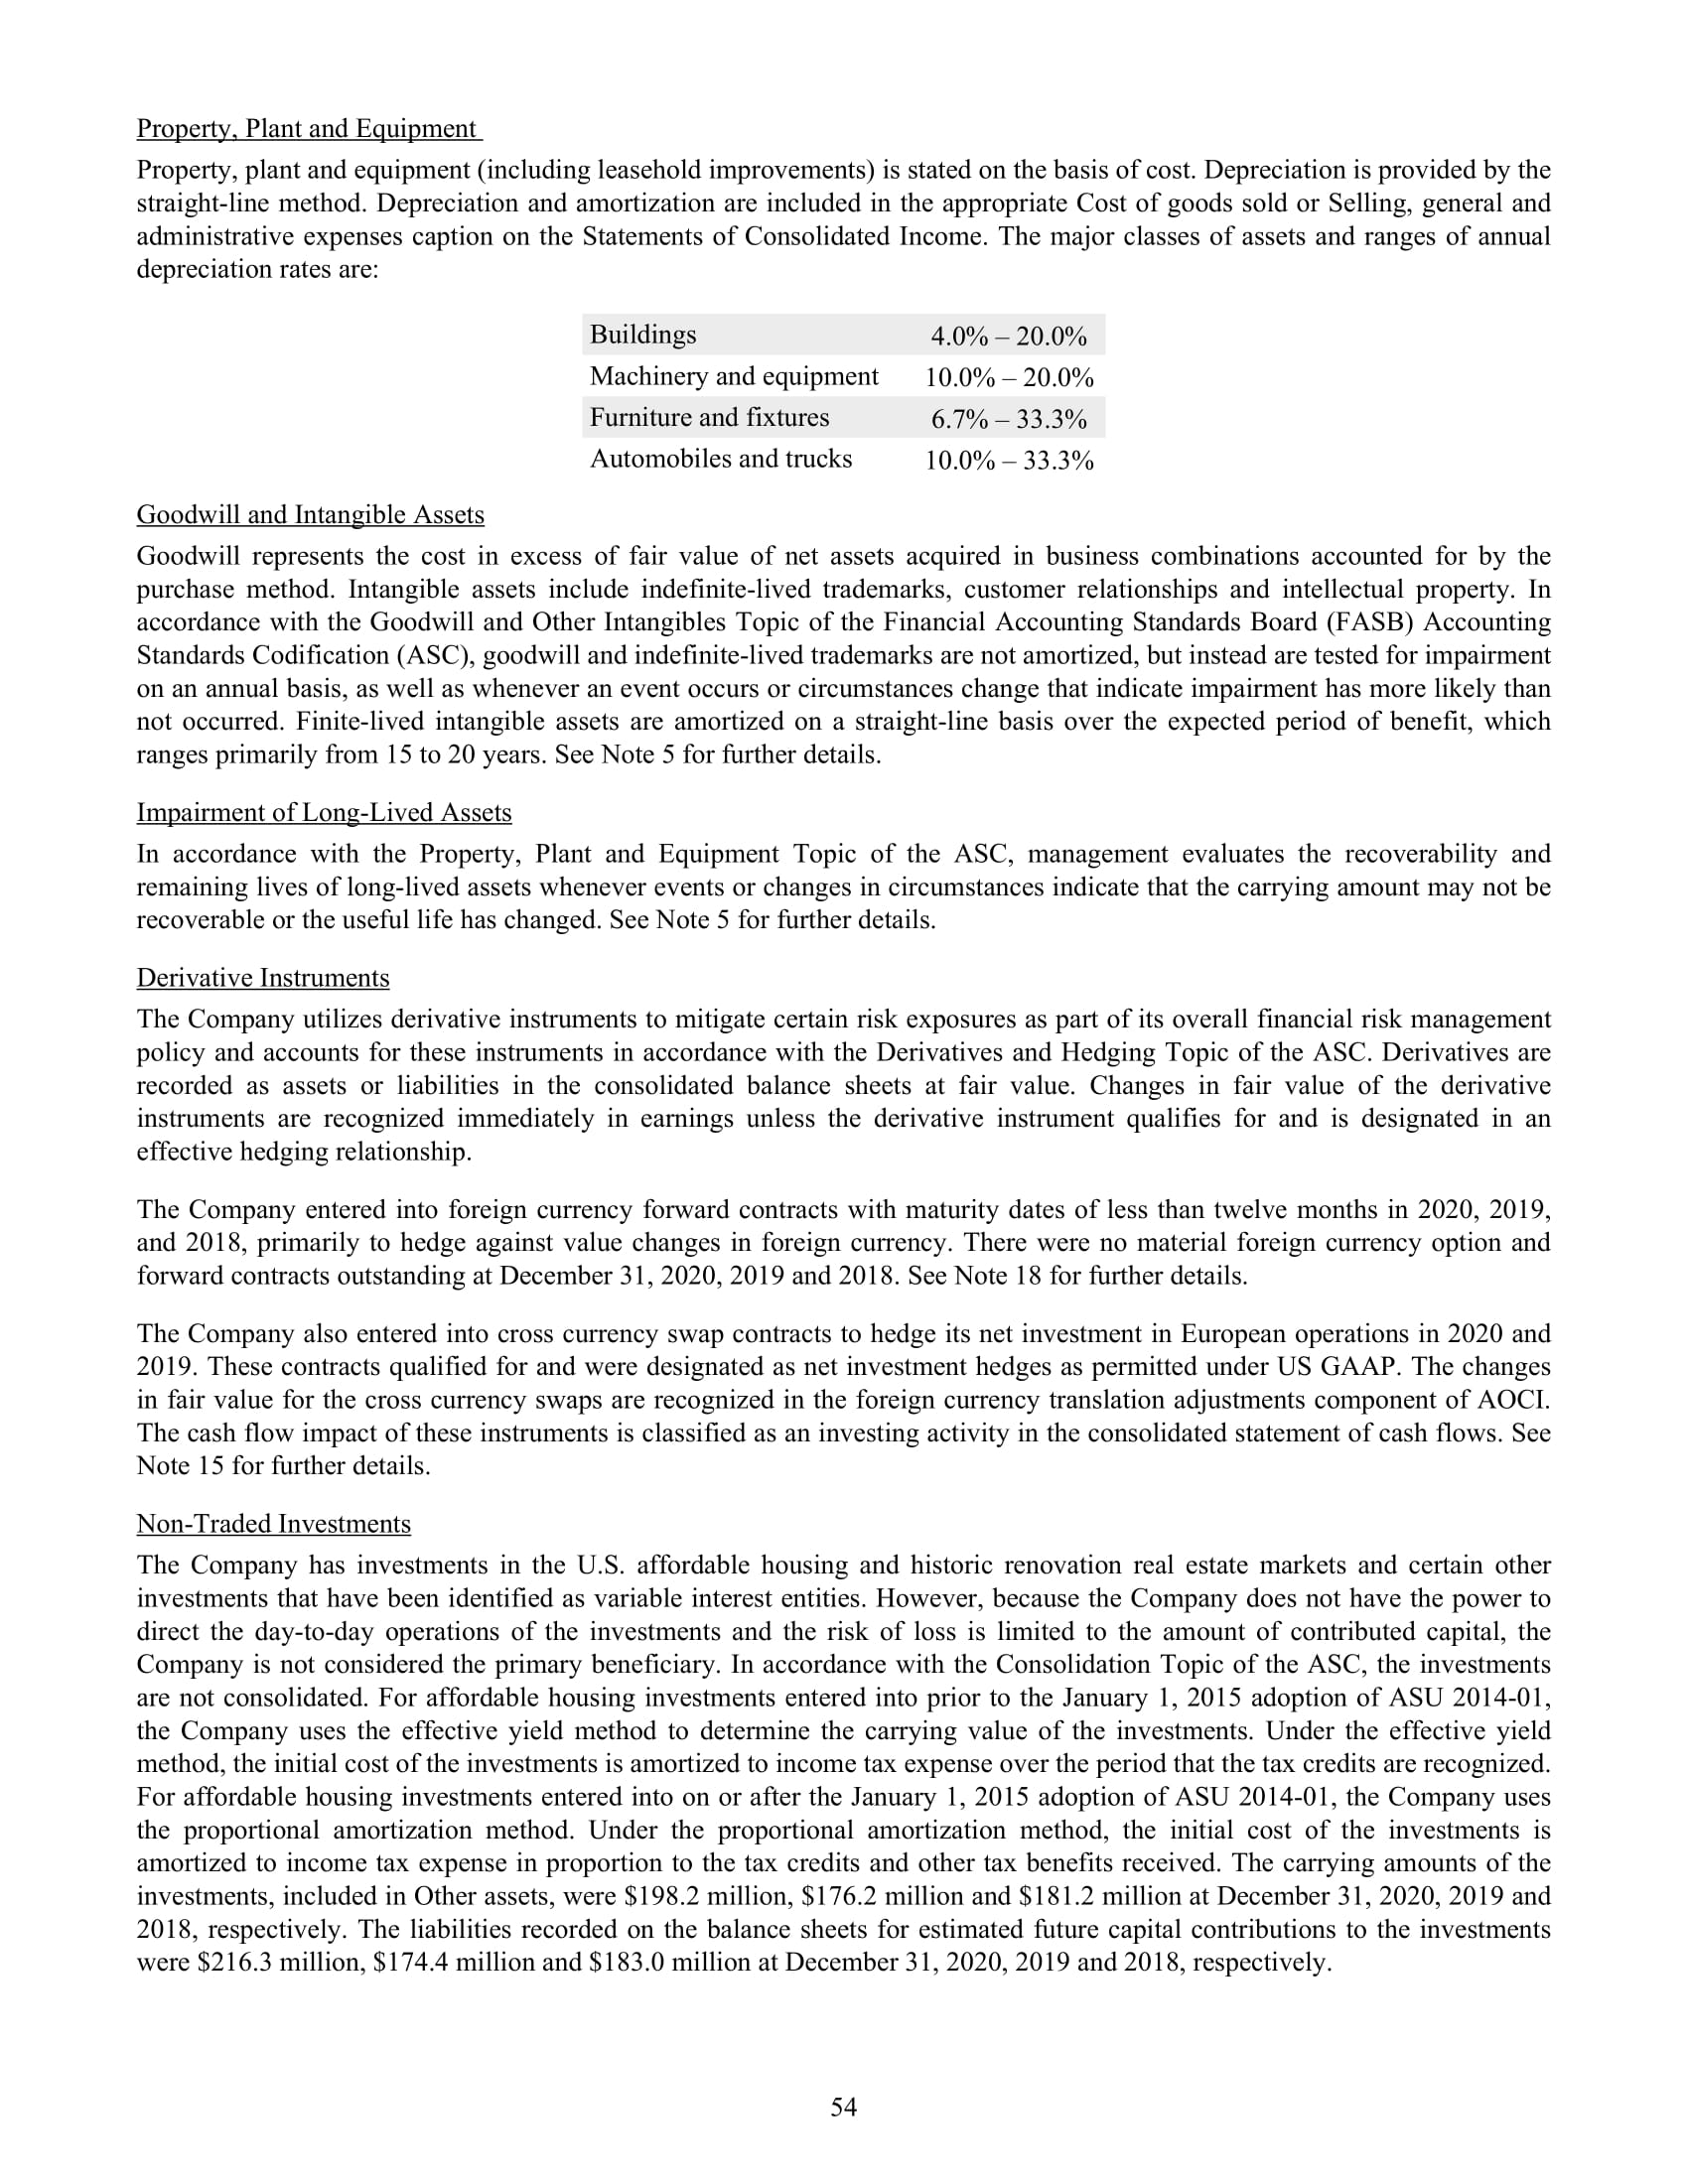 Property, Plant and Equipment
Property, plant and equipment (including leasehold improvements) is stated on the basis of cost. Depreciation is provided by the
straight-line method. Depreciation and amortization are included in the appropriate Cost of goods sold or Selling, general and
administrative expenses caption on the Statements of Consolidated Income. The major classes of assets and ranges of annual
depreciation rates are:
Buildings 4.0% – 20.0%
Machinery and equipment 10.0% – 20.0%
Furniture and fixtures 6.7% – 33.3%
Automobiles and trucks 10.0% – 33.3%
Goodwill and Intangible Assets
Goodwill represents the cost in excess of fair value of net assets acquired in business combinations accounted for by the
purchase method. Intangible assets include indefinite-lived trademarks, customer relationships and intellectual property. In
accordance with the Goodwill and Other Intangibles Topic of the Financial Accounting Standards Board (FASB) Accounting
Standards Codification (ASC), goodwill and indefinite-lived trademarks are not amortized, but instead are tested for impairment
on an annual basis, as well as whenever an event occurs or circumstances change that indicate impairment has more likely than
not occurred. Finite-lived intangible assets are amortized on a straight-line basis over the expected period of benefit, which
ranges primarily from 15 to 20 years. See Note 5 for further details.
Impairment of Long-Lived Assets
In accordance with the Property, Plant and Equipment Topic of the ASC, management evaluates the recoverability and
remaining lives of long-lived assets whenever events or changes in circumstances indicate that the carrying amount may not be
recoverable or the useful life has changed. See Note 5 for further details.
Derivative Instruments
The Company utilizes derivative instruments to mitigate certain risk exposures as part of its overall financial risk management
policy and accounts for these instruments in accordance with the Derivatives and Hedging Topic of the ASC. Derivatives are
recorded as assets or liabilities in the consolidated balance sheets at fair value. Changes in fair value of the derivative
instruments are recognized immediately in earnings unless the derivative instrument qualifies for and is designated in an
effective hedging relationship.
The Company entered into foreign currency forward contracts with maturity dates of less than twelve months in 2020, 2019,
and 2018, primarily to hedge against value changes in foreign currency. There were no material foreign currency option and
forward contracts outstanding at December 31, 2020, 2019 and 2018. See Note 18 for further details.
The Company also entered into cross currency swap contracts to hedge its net investment in European operations in 2020 and
2019. These contracts qualified for and were designated as net investment hedges as permitted under US GAAP. The changes
in fair value for the cross currency swaps are recognized in the foreign currency translation adjustments component of AOCI.
The cash flow impact of these instruments is classified as an investing activity in the consolidated statement of cash flows. See
Note 15 for further details.
Non-Traded Investments
The Company has investments in the U.S. affordable housing and historic renovation real estate markets and certain other
investments that have been identified as variable interest entities. However, because the Company does not have the power to
direct the day-to-day operations of the investments and the risk of loss is limited to the amount of contributed capital, the
Company is not considered the primary beneficiary. In accordance with the Consolidation Topic of the ASC, the investments
are not consolidated. For affordable housing investments entered into prior to the January 1, 2015 adoption of ASU 2014-01,
the Company uses the effective yield method to determine the carrying value of the investments. Under the effective yield
method, the initial cost of the investments is amortized to income tax expense over the period that the tax credits are recognized.
For affordable housing investments entered into on or after the January 1, 2015 adoption of ASU 2014-01, the Company uses
the proportional amortization method. Under the proportional amortization method, the initial cost of the investments is
amortized to income tax expense in proportion to the tax credits and other tax benefits received. The carrying amounts of the
investments, included in Other assets, were $198.2 million, $176.2 million and $181.2 million at December 31, 2020, 2019 and
2018, respectively. The liabilities recorded on the balance sheets for estimated future capital contributions to the investments
were $216.3 million, $174.4 million and $183.0 million at December 31, 2020, 2019 and 2018, respectively.
54